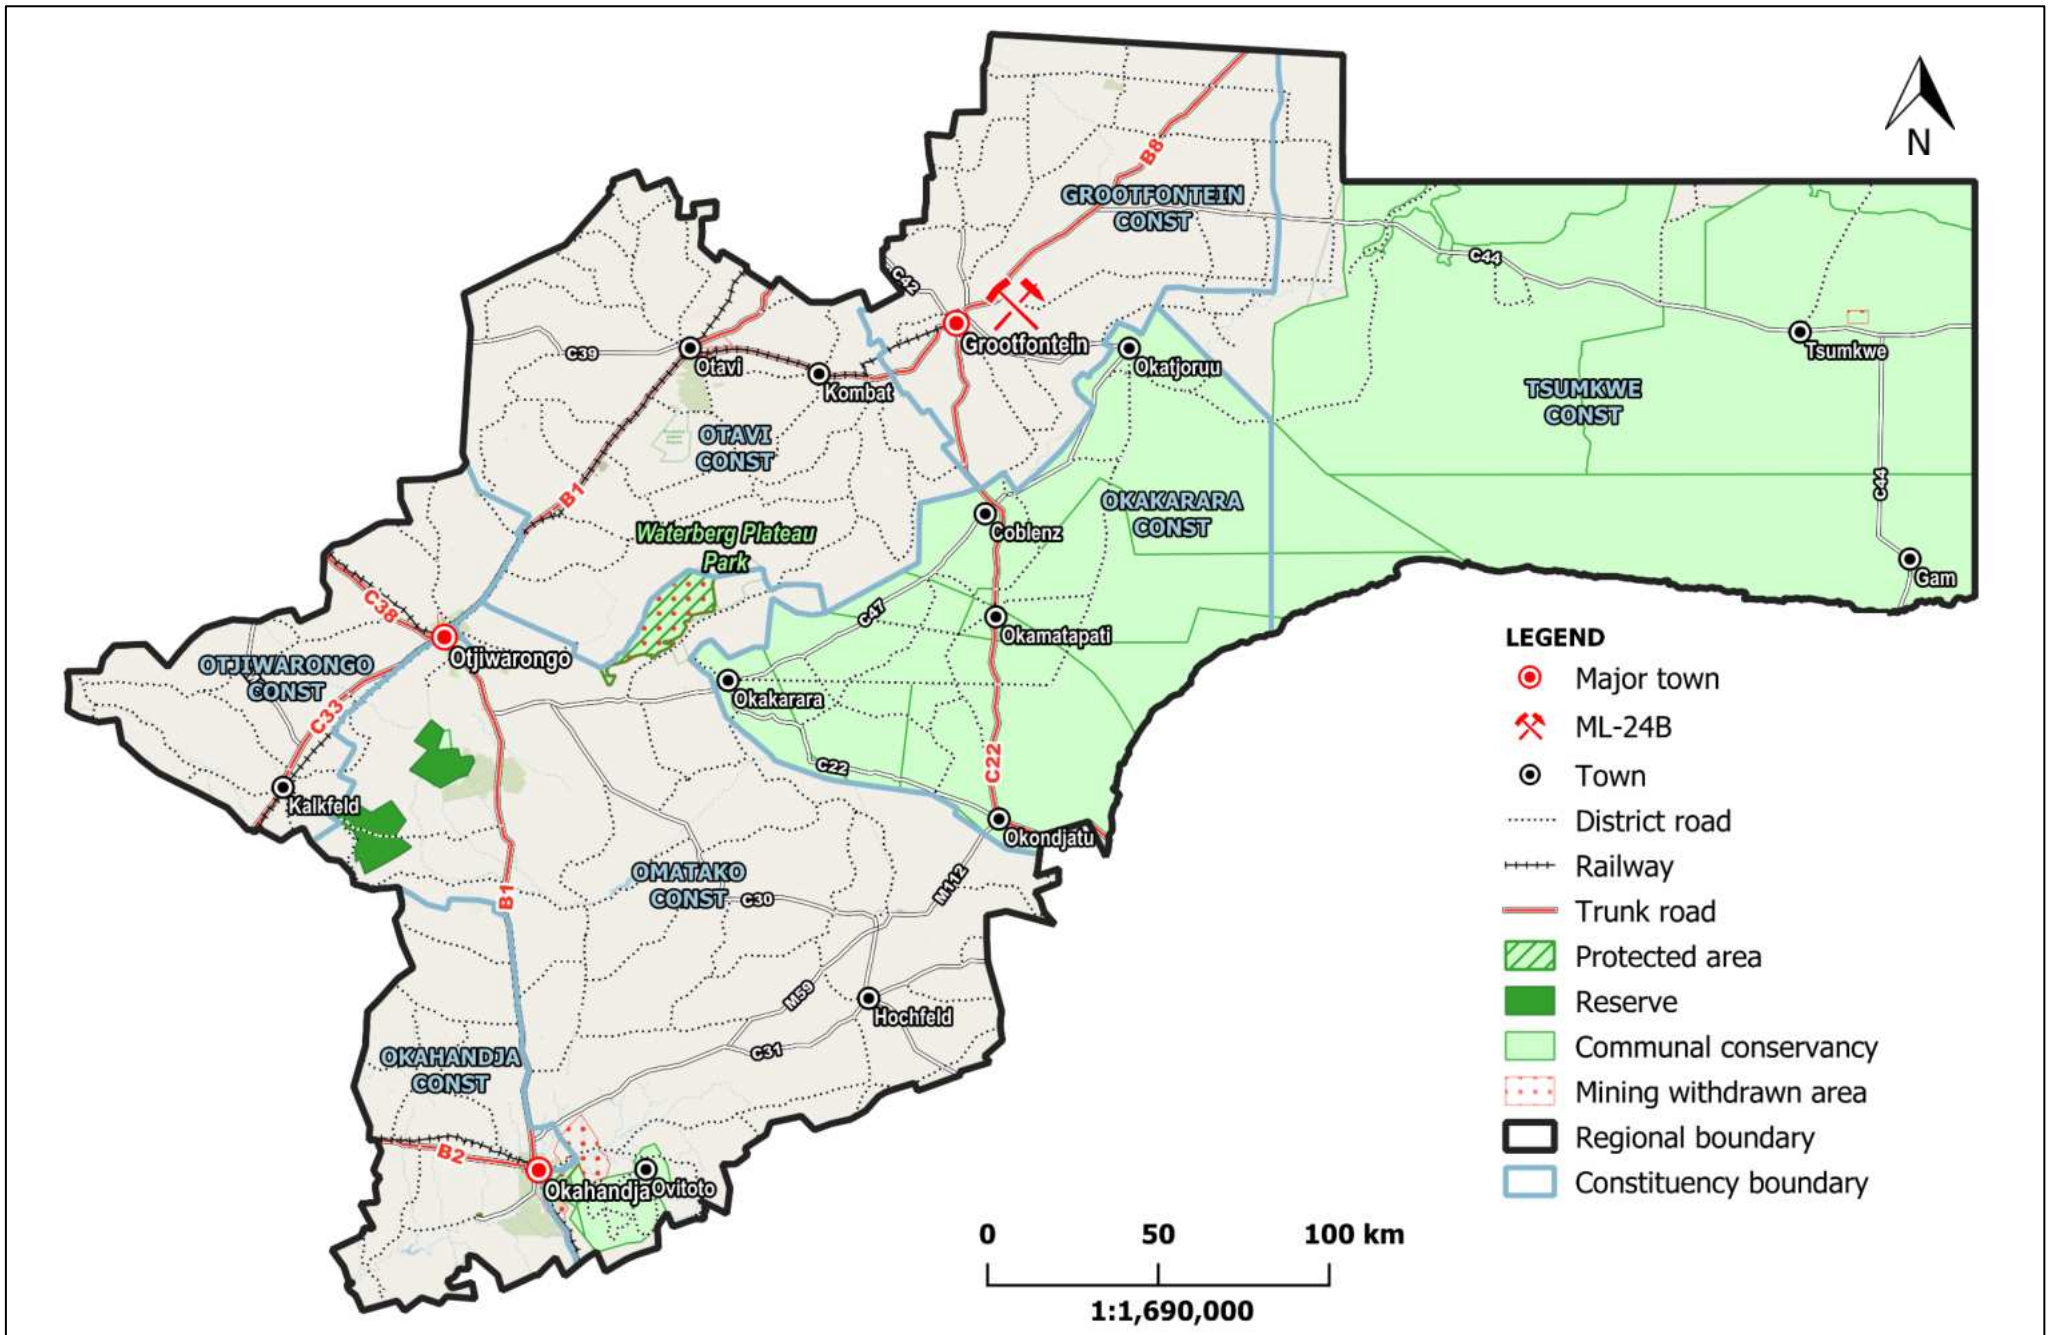 N
B8
GROOTFONTEIN
CONST
C42
C44
Grootfontein
C39
Otavi
Kombat
Okatjoruu
Tsumkwe
TSUMKWE
CONST
OTAVI
CONST
C44
B1
OKAKARARA
CONST
Waterberg Plateau
Park
Coblenz
Gam
C38
C47
Okamatapati
Otjiwarongo
OTJIWARONGO
CONST
C33
Okakarara
C22
C22
Kalkfeld
Okondjatu
OMATAKO
CONST
C30
M112
B1
M59
Hochfeld
C31
OKAHANDJA
CONST
B2
Okahandja
Ovitoto
LEGEND
Major town
ML-24B
Town
District road
Railway
Trunk road
Protected area
Reserve
Communal conservancy
Mining withdrawn area
Regional boundary
Constituency boundary
0 50 100 km
1:1,690,000